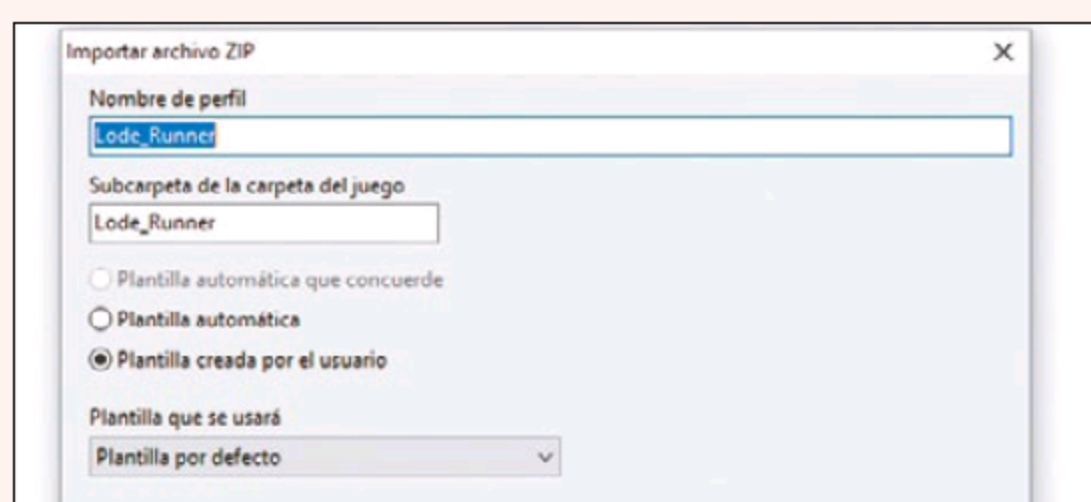 Importar archivo ZIP
Nombre de perfil
Lode_Runner
Subcarpeta de la carpeta del juego
Lode_Runner
Plantilla automática que concuerde
Plantilla automática
Plantilla creada por el usuario
Plantilla que se usará
Plantilla por defecto